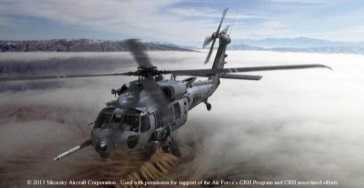 © 2013 Sikorsky Aircraft Corporation. Used with permission for support of the Air Force's CRH Program and CRH associated efforts